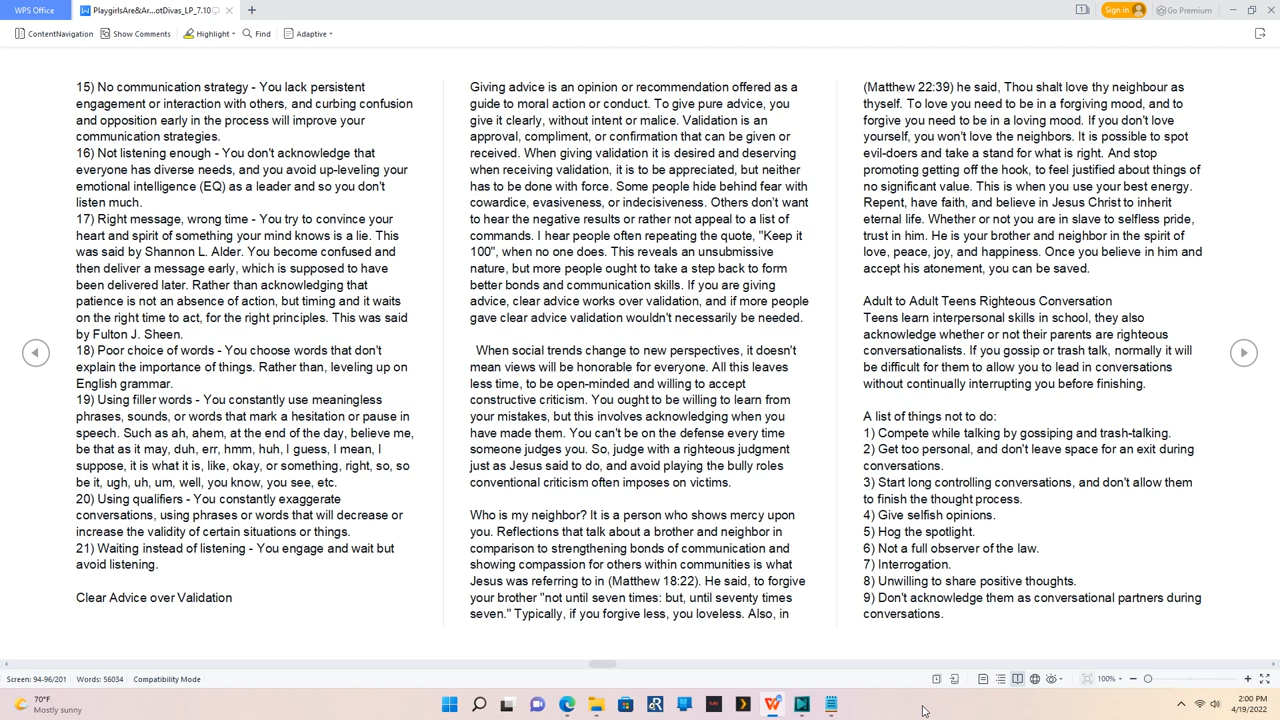 WPS Office
PlaygirlsAre&Ar...otDivas_LP_7.10
Sign in
Go Premium
ContentNavigation
Show Comments
Highlight
Find
Adaptive
15) No communication strategy - You lack persistent
engagement or interaction with others, and curbing confusion
and opposition early in the process will improve your
communication strategies.
16) Not listening enough - You don't acknowledge that
everyone has diverse needs, and you avoid up-leveling your
emotional intelligence (EQ) as a leader and so you don't
listen much.
17) Right message, wrong time - You try to convince your
heart and spirit of something your mind knows is a lie. This
was said by Shannon L. Alder. You become confused and
then deliver a message early, which is supposed to have
been delivered later. Rather than acknowledging that
patience is not an absence of action, but timing and it waits
on the right time to act, for the right principles. This was said
by Fulton J. Sheen.
18) Poor choice of words - You choose words that don't
explain the importance of things. Rather than, leveling up on
English grammar.
19) Using filler words - You constantly use meaningless
phrases, sounds, or words that mark a hesitation or pause in
speech. Such as ah, ahem, at the end of the day, believe me,
be that as it may, duh, err, hmm, huh, I guess, I mean, I
suppose, it is what it is, like, okay, or something, right, so, so
be it, ugh, uh, um, well, you know, you see, etc.
20) Using qualifiers - You constantly exaggerate
conversations, using phrases or words that will decrease or
increase the validity of certain situations or things.
21) Waiting instead of listening - You engage and wait but
avoid listening.
Clear Advice over Validation
Giving advice is an opinion or recommendation offered as a
guide to moral action or conduct. To give pure advice, you
give it clearly, without intent or malice. Validation is an
approval, compliment, or confirmation that can be given or
received. When giving validation it is desired and deserving
when receiving validation, it is to be appreciated, but neither
has to be done with force. Some people hide behind fear with
cowardice, evasiveness, or indecisiveness. Others don't want
to hear the negative results or rather not appeal to a list of
commands. I hear people often repeating the quote, "Keep it
100", when no one does. This reveals an unsubmissive
nature, but more people ought to take a step back to form
better bonds and communication skills. If you are giving
advice, clear advice works over validation, and if more people
gave clear advice validation wouldn't necessarily be needed.
When social trends change to new perspectives, it doesn't
mean views will be honorable for everyone. All this leaves
less time, to be open-minded and willing to accept
constructive criticism. You ought to be willing to learn from
your mistakes, but this involves acknowledging when you
have made them. You can't be on the defense every time
someone judges you. So, judge with a righteous judgment
just as Jesus said to do, and avoid playing the bully roles
conventional criticism often imposes on victims.
Who is my neighbor? It is a person who shows mercy upon
you. Reflections that talk about a brother and neighbor in
comparison to strengthening bonds of communication and
showing compassion for others within communities is what
Jesus was referring to in (Matthew 18:22). He said, to forgive
your brother "not until seven times: but, until seventy times
seven." Typically, if you forgive less, you loveless. Also, in
(Matthew 22:39) he said, Thou shalt love thy neighbour as
thyself. To love you need to be in a forgiving mood, and to
forgive you need to be in a loving mood. If you don't love
yourself, you won't love the neighbors. It is possible to spot
evil-doers and take a stand for what is right. And stop
promoting getting off the hook, to feel justified about things of
no significant value. This is when you use your best energy.
Repent, have faith, and believe in Jesus Christ to inherit
eternal life. Whether or not you are in slave to selfless pride,
trust in him. He is your brother and neighbor in the spirit of
love, peace, joy, and happiness. Once you believe in him and
accept his atonement, you can be saved.
Adult to Adult Teens Righteous Conversation
Teens learn interpersonal skills in school, they also
acknowledge whether or not their parents are righteous
conversationalists. If you gossip or trash talk, normally it will
be difficult for them to allow you to lead in conversations
without continually interrupting you before finishing.
A list of things not to do:
1) Compete while talking by gossiping and trash-talking.
2) Get too personal, and don't leave space for an exit during
conversations.
3) Start long controlling conversations, and don't allow them
to finish the thought process.
4) Give selfish opinions.
5) Hog the spotlight.
6) Not a full observer of the law.
7) Interrogation.
8) Unwilling to share positive thoughts.
9) Don't acknowledge them as conversational partners during
conversations.
Screen: 94-96/201
Words: 56034
Compatibility Mode
100%
70°F
Mostly sunny
2:00 PM
4/19/2022